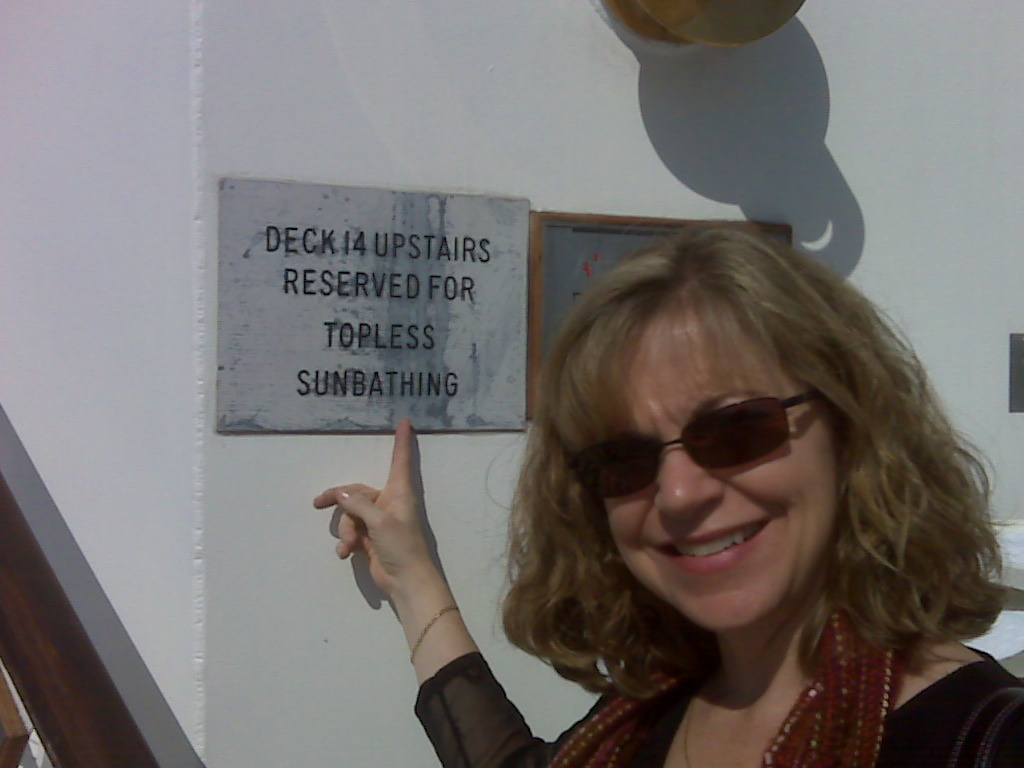 DECK 14 UPSTAIRS
RESERVED FOR
TOPLESS
SUNBATHING